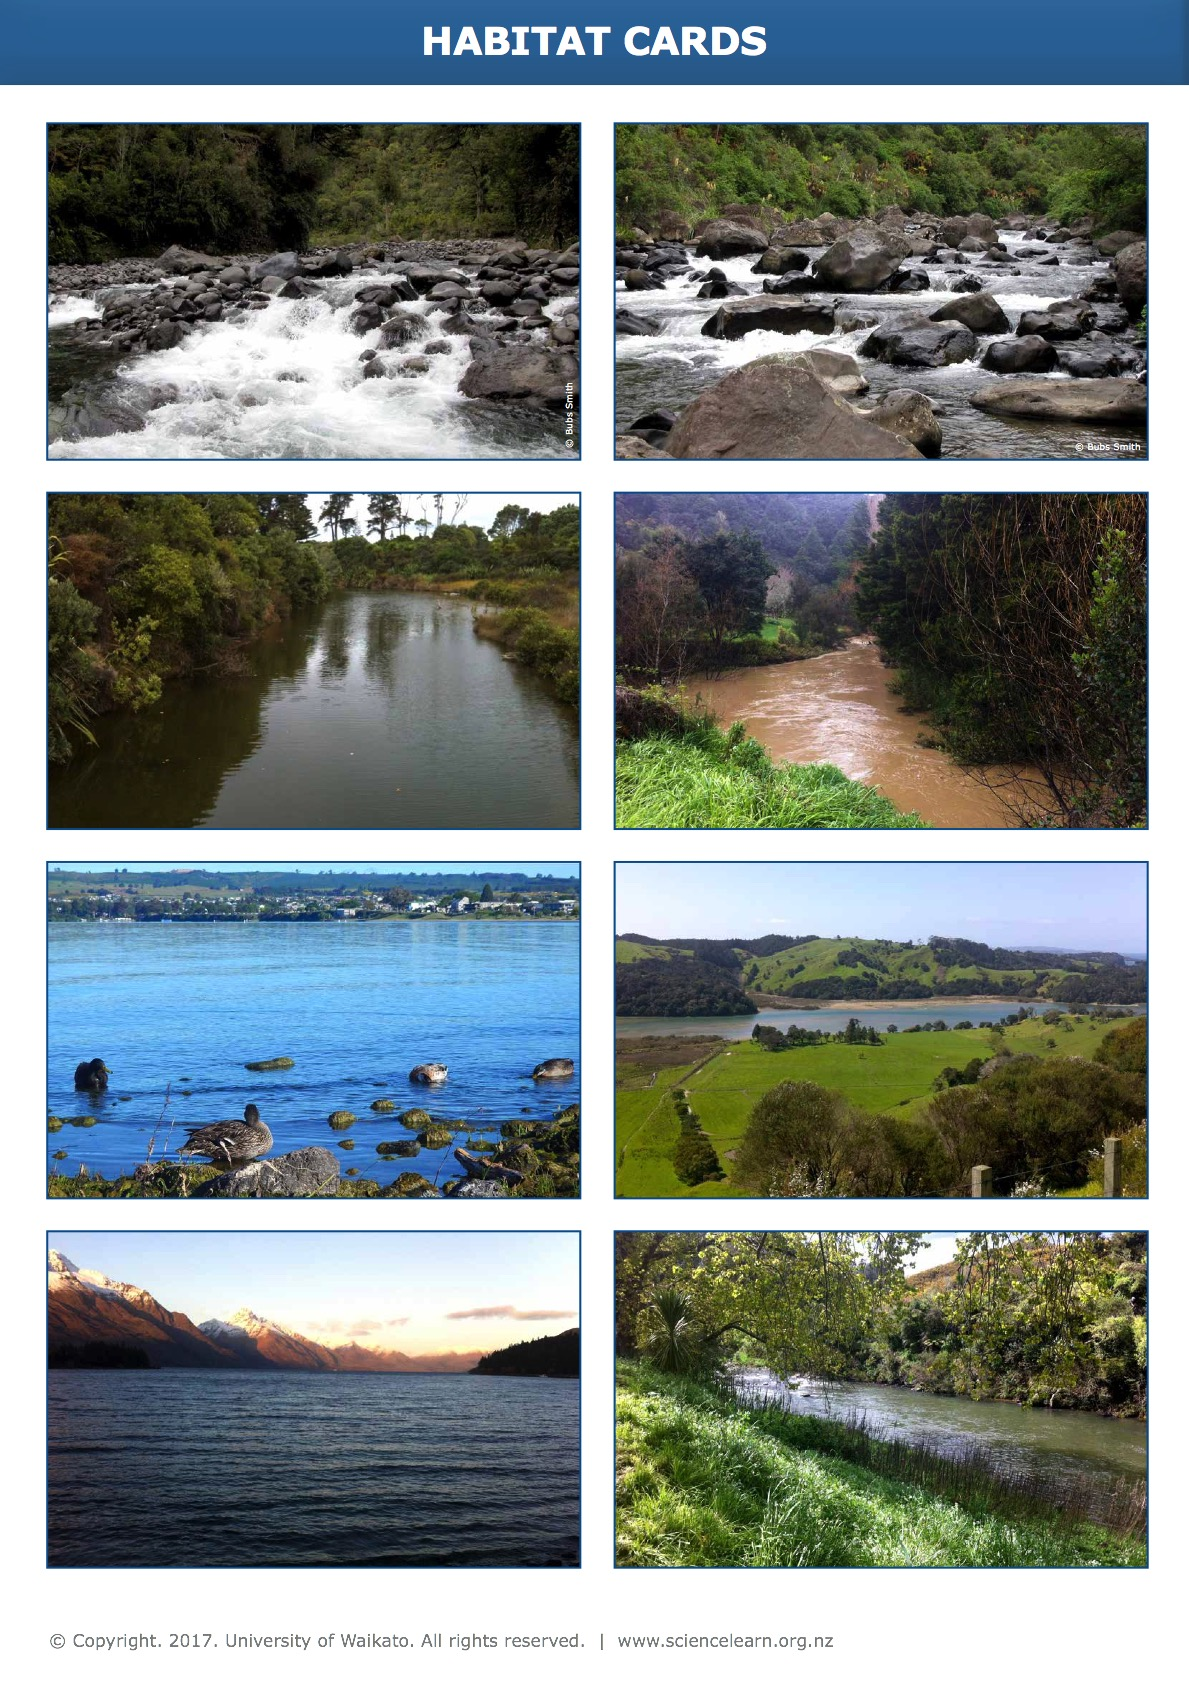 HABITAT CARDS
© Bubs Smith
© Bubs Smith
© Copyright. 2017. University of Waikato. All rights reserved. | www.sciencelearn.org.nz